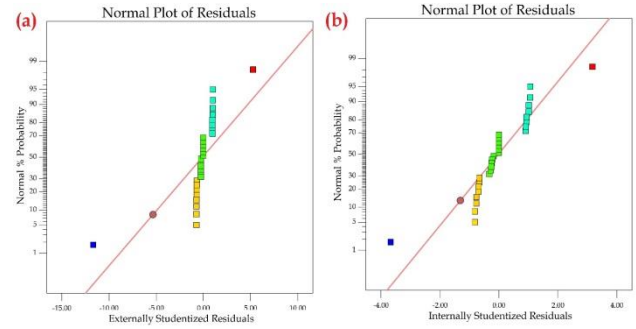 (a)
Normal Plot of Residuals
Normal % Probability
99
95
90
80
70
50
30
20
10
5
1
-15.00 -10.00 -5.00 0.00 5.00 10.00
Externally Studentized Residuals
(b)
Normal Plot of Residuals
Normal % Probability
99
95
90
80
70
50
30
20
10
5
1
-4.00 -2.00 0.00 2.00 4.00
Internally Studentized Residuals